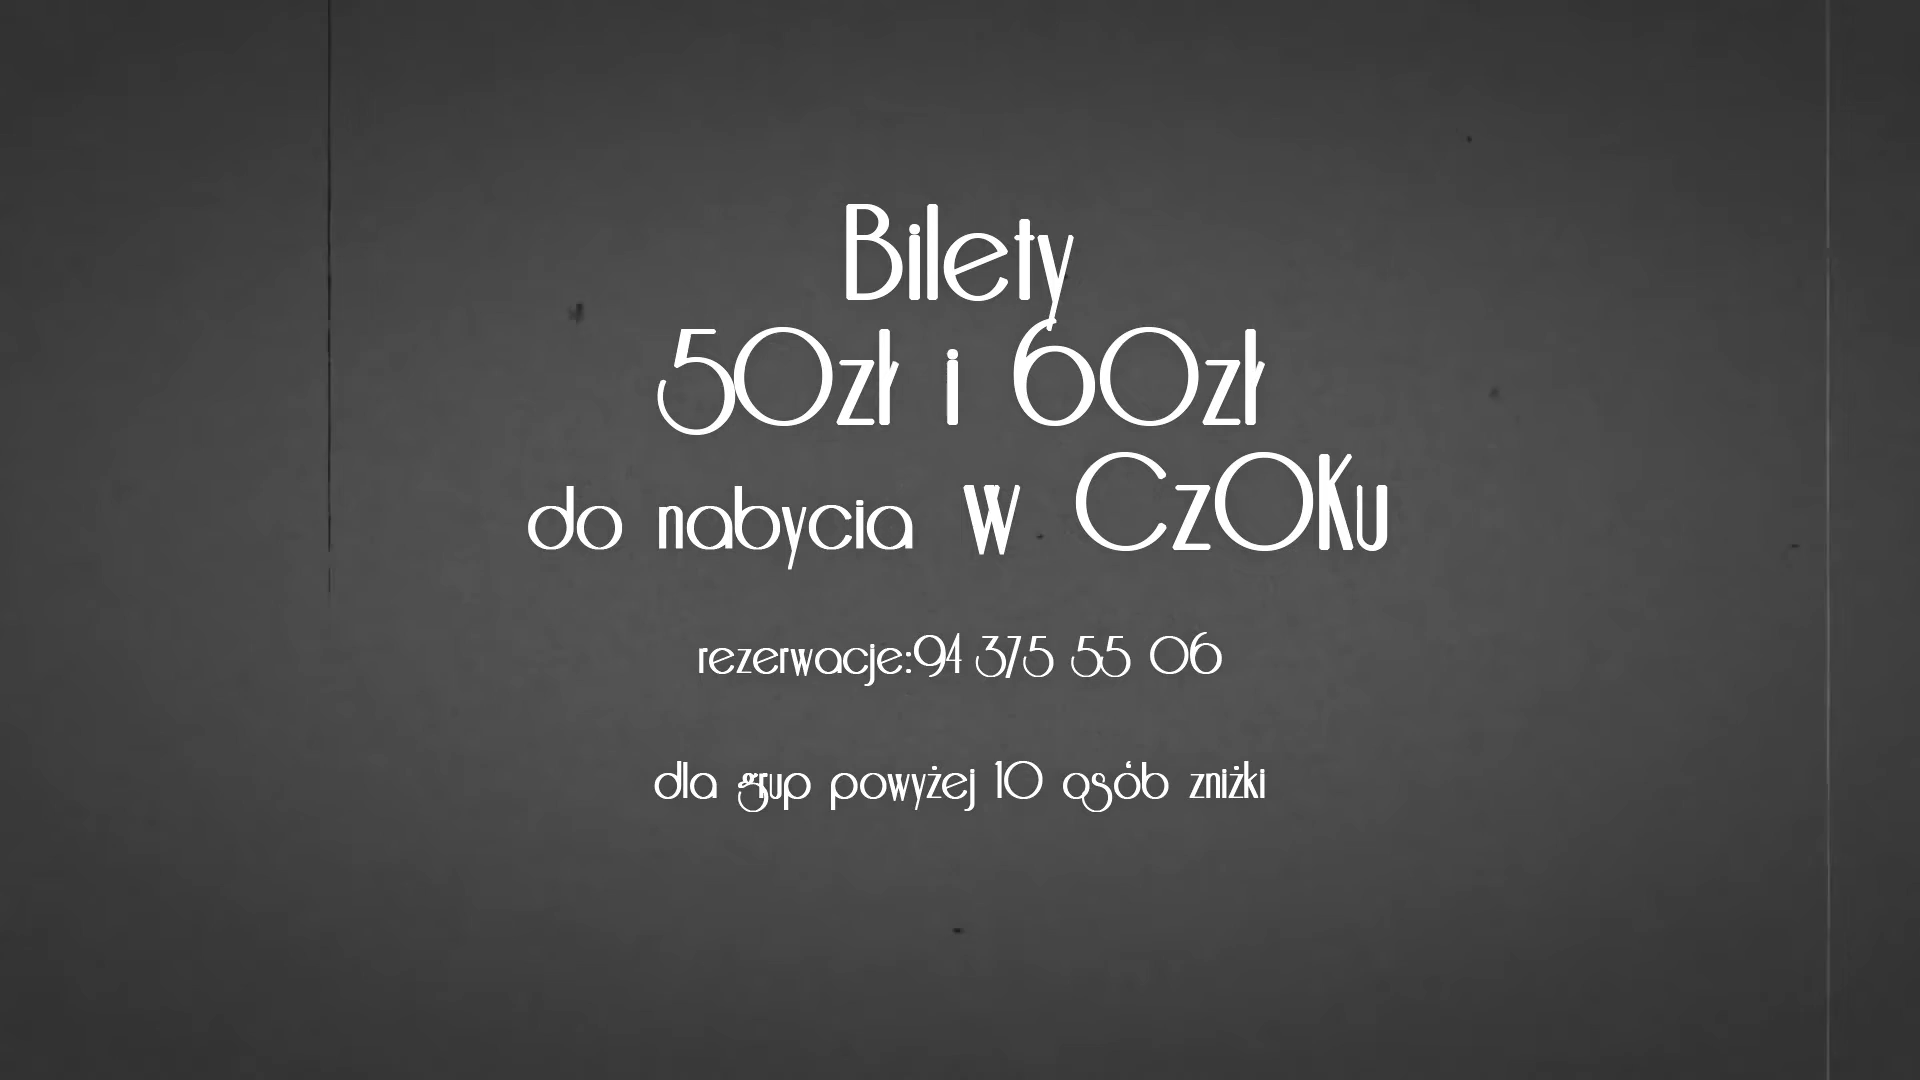 Bilety
50zł i 60zł
do nabycia w CzOKu
rezerwacje:94 375 55 06
dla grup powyżej 10 osób zniżki